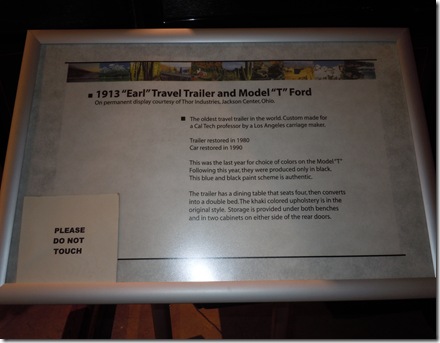 1913 "Earl" Travel Trailer and Model "T" Ford
On permanent display courtesy of Thor Industries, Jackson Center, Ohio.
The oldest travel trailer in the world. Custom made for
a Cal Tech professor by a Los Angeles carriage maker.
Trailer restored in 1980
Car restored in 1990
This was the last year for choice of colors on the Model "T"
Following this year, they were produced only in black.
This blue and black paint scheme is authentic.
The trailer has a dining table that seats four, then converts
into a double bed. The khaki colored upholstery is in the
original style. Storage is provided under both benches
and in two cabinets on either side of the rear doors.
PLEASE
DO NOT
TOUCH